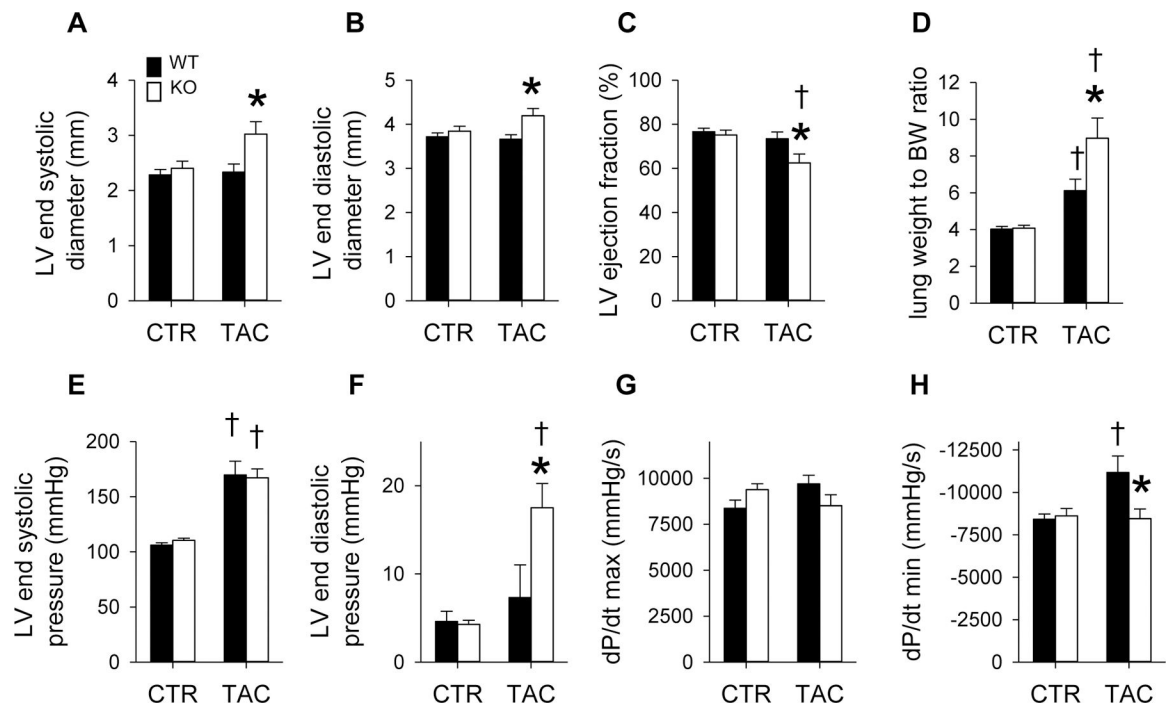 A
WT
KO
LV end systolic
diameter (mm)
4
3
2
1
0
*
CTR TAC
B
LV end diastolic
diameter (mm)
5
4
3
2
1
0
*
CTR TAC
C
LV ejection fraction (%)
100
80
60
40
20
0
†
*
CTR TAC
D
lung weight to BW ratio
12
10
8
6
4
2
0
†
†
*
CTR TAC
E
LV end systolic
pressure (mmHg)
200
150
100
50
0
† †
CTR TAC
F
LV end diastolic
pressure (mmHg)
20
10
0
†
*
CTR TAC
G
dP/dt max (mmHg/s)
10000
7500
5000
2500
0
CTR TAC
H
dP/dt min (mmHg/s)
-12500
-10000
-7500
-5000
-2500
0
†
*
CTR TAC